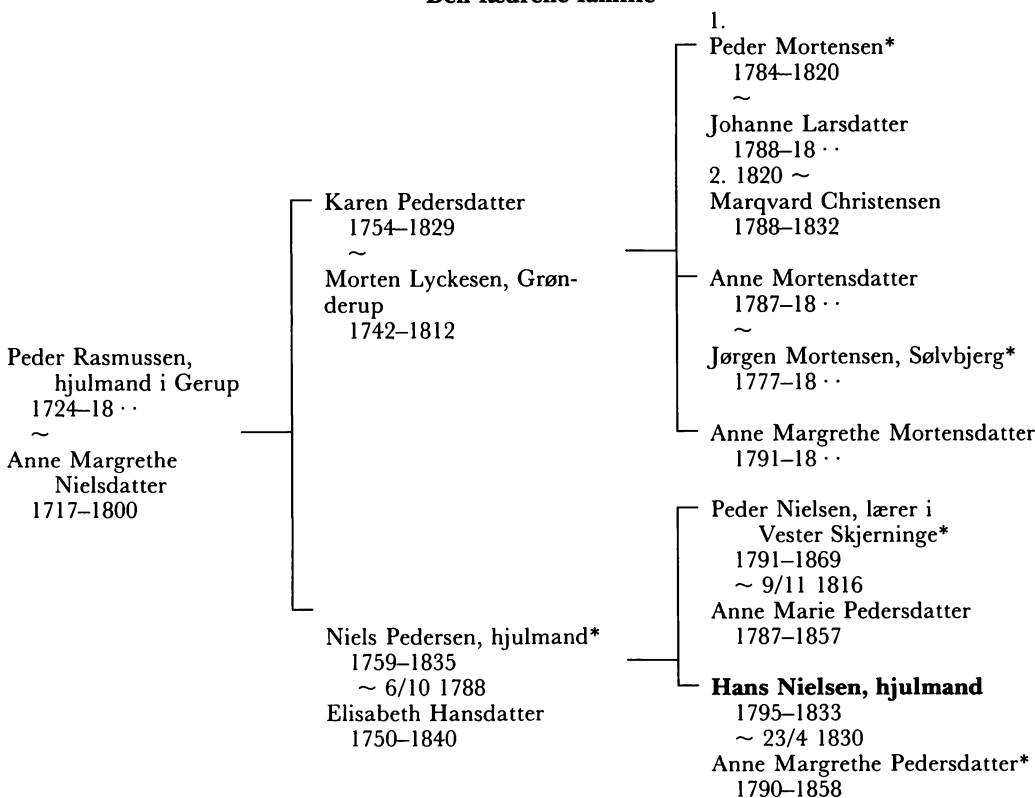 1.
Peder Mortensen*
1784–1820
~
Johanne Larsdatter
1788–18 · ·
2. 1820 ~
Marqvard Christensen
1788–1832
Karen Pedersdatter
1754–1829
~
Morten Lyckesen, Grøn-
derup
1742–1812
Anne Mortensdatter
1787–18 · ·
~
Jørgen Mortensen, Sølvbjerg*
1777–18 · ·
Peder Rasmussen,
hjulmand i Gerup
1724–18 · ·
~
Anne Margrethe
Nielsdatter
1717–1800
Anne Margrethe Mortensdatter
1791–18 · ·
Peder Nielsen, lærer i
Vester Skjerninge*
1791–1869
~ 9/11 1816
Anne Marie Pedersdatter
1787–1857
Niels Pedersen, hjulmand*
1759–1835
~ 6/10 1788
Elisabeth Hansdatter
1750–1840
Hans Nielsen, hjulmand
1795–1833
~ 23/4 1830
Anne Margrethe Pedersdatter*
1790–1858